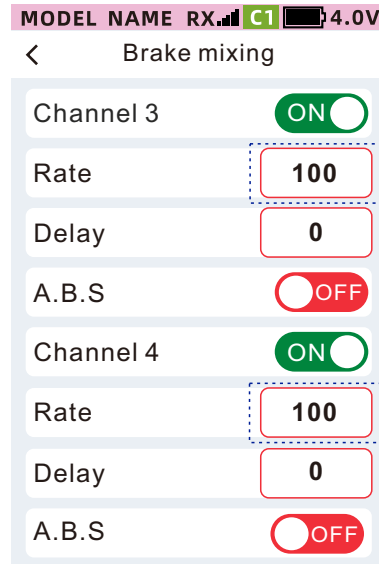 MODEL NAME RX C1 4.0V
< Brake mixing
Channel 3 ON
Rate 100
Delay 0
A.B.S OFF
Channel 4 ON
Rate 100
Delay 0
A.B.S OFF